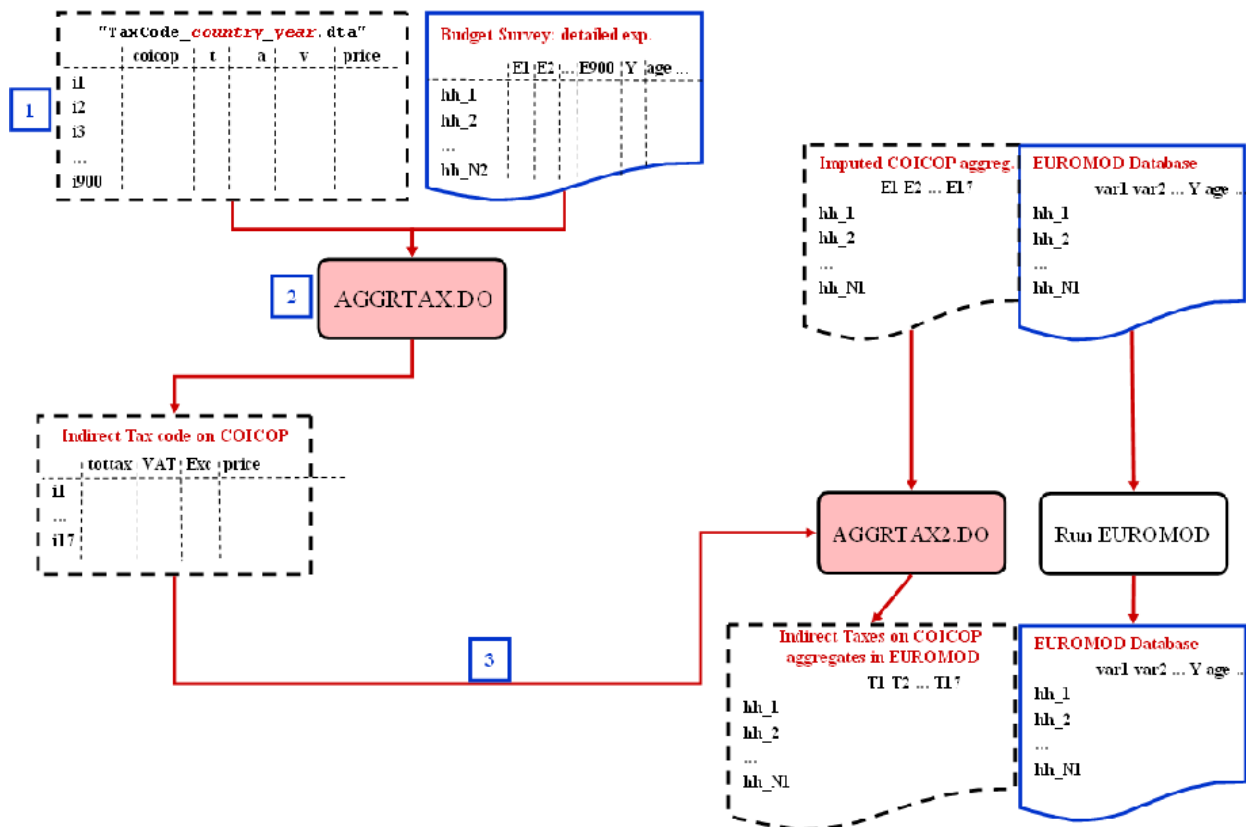 "TaxCode_country_year.dta"
coicop t a v price
i1
i2
i3
...
i900
1
Budget Survey: detailed exp.
E1 E2 ... E900 Y age ...
hh_1
hh_2
...
hh_N2
2
AGGRTAX.DO
Imputed COICOP aggreg.
E1 E2 ... E17
hh_1
hh_2
...
hh_N1
EUROMOD Database
var1 var2 ... Y age ..
hh_1
hh_2
...
hh_N1
Indirect Tax code on COICOP
tottax VAT Exc price
i1
...
i17
3
AGGRTAX2.DO
Run EUROMOD
Indirect Taxes on COICOP
aggregates in EUROMOD
T1 T2 ... T17
hh_1
hh_2
...
hh_N1
EUROMOD Database
var1 var2 ... Y age ..
hh_1
hh_2
...
hh_N1